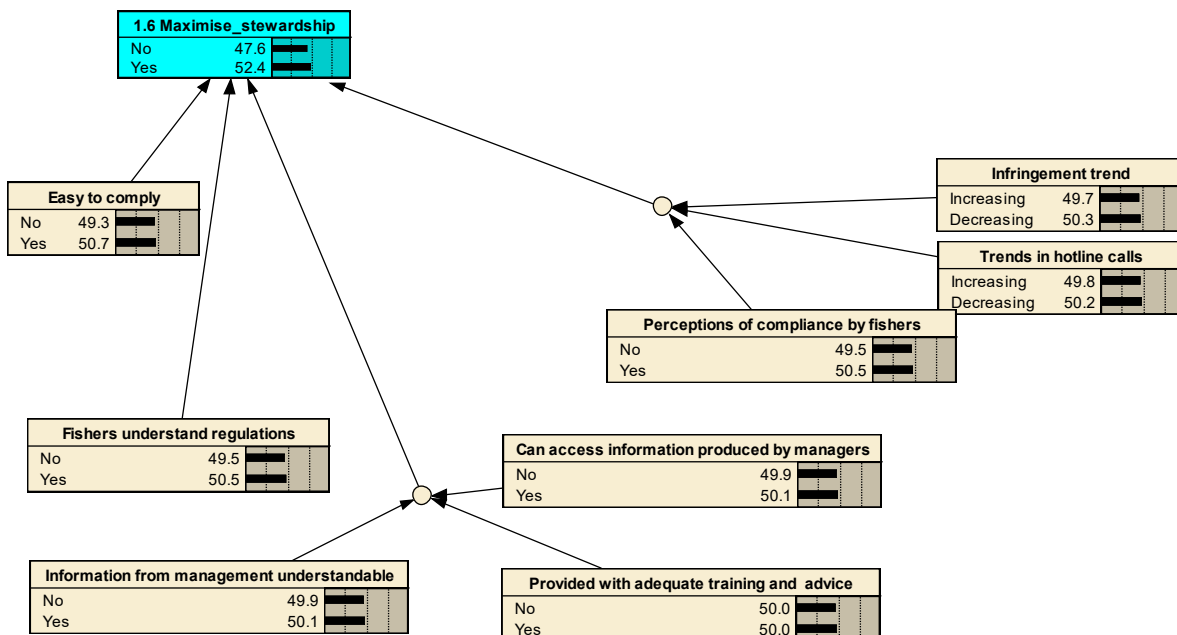 1.6 Maximise_stewardship
No 47.6
Yes 52.4
Easy to comply
No 49.3
Yes 50.7
Infringement trend
Increasing 49.7
Decreasing 50.3
Trends in hotline calls
Increasing 49.8
Decreasing 50.2
Perceptions of compliance by fishers
No 49.5
Yes 50.5
Fishers understand regulations
No 49.5
Yes 50.5
Can access information produced by managers
No 49.9
Yes 50.1
Information from management understandable
No 49.9
Yes 50.1
Provided with adequate training and advice
No 50.0
Yes 50.0